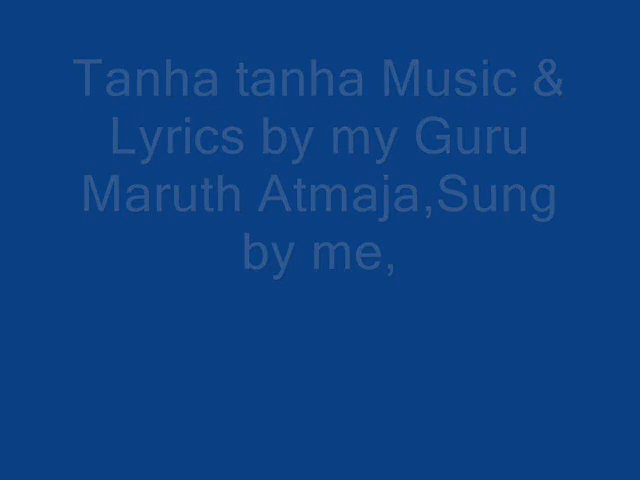 Tanha tanha Music &
Lyrics by my Guru
Maruth Atmaja,Sung
by me,